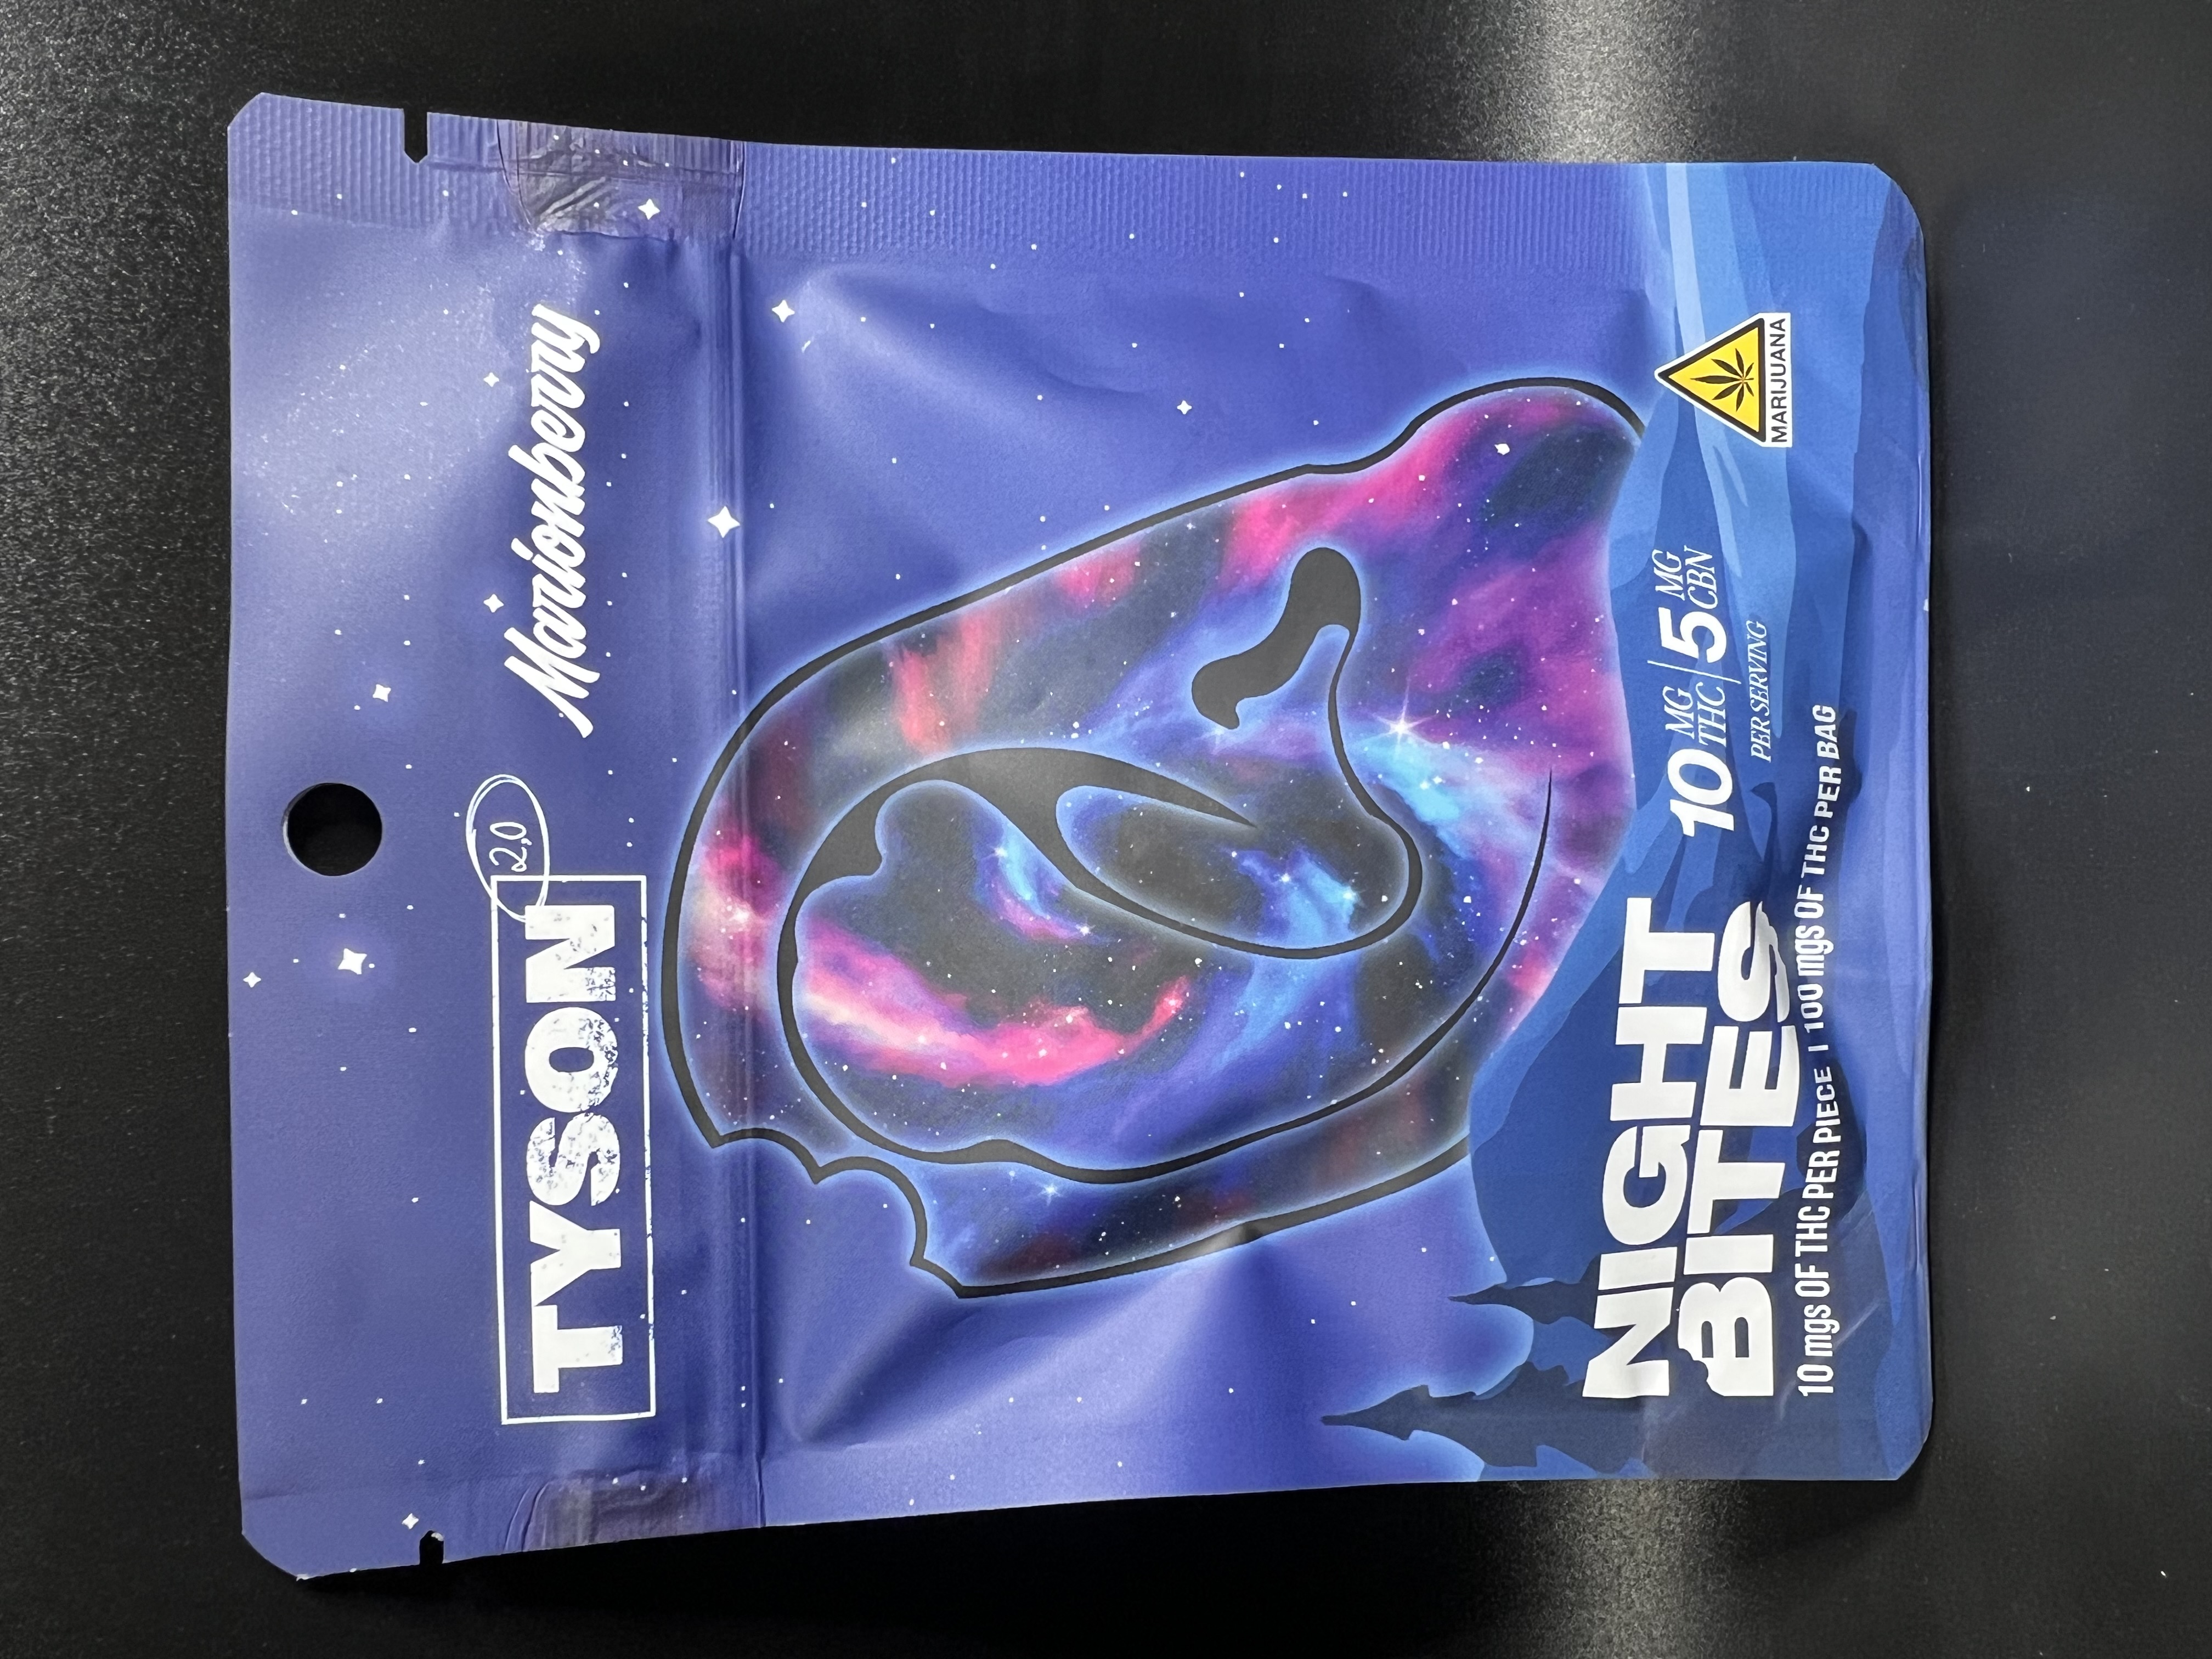 TYSON 2.0
Marionberry
NIGHT
BITES
10 MG THC | 5 MG CBN
PER SERVING
10 mgs OF THC PER PIECE | 100 mgs OF THC PER BAG
MARIJUANA